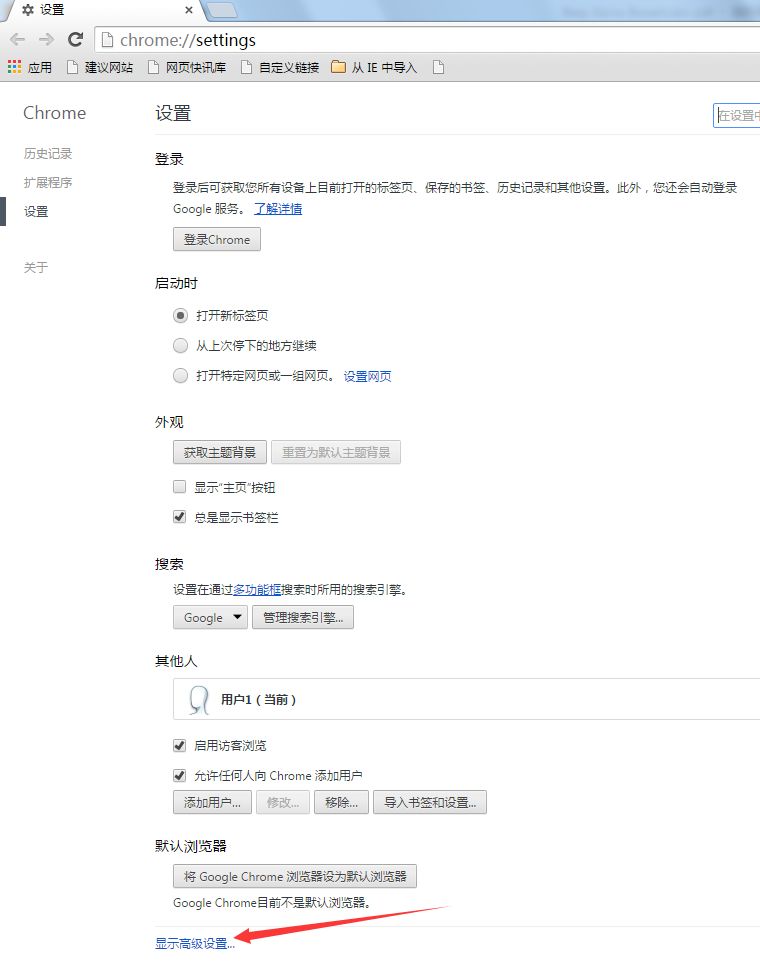 设置
chrome://settings
应用 建议网站 网页快讯库 自定义链接 从 IE 中导入
Chrome
设置
在设置中
历史记录
扩展程序
设置
关于
登录
登录后可获取您所有设备上目前打开的标签页、保存的书签、历史记录和其他设置。此外，您还会自动登录
Google 服务。 了解详情
登录Chrome
启动时
打开新标签页
从上次停下的地方继续
打开特定网页或一组网页。 设置网页
外观
获取主题背景 重置为默认主题背景
显示“主页”按钮
总是显示书签栏
搜索
设置在通过多功能框搜索时所用的搜索引擎。
Google 管理搜索引擎...
其他人
用户1（当前）
启用访客浏览
允许任何人向 Chrome 添加用户
添加用户... 修改... 移除... 导入书签和设置...
默认浏览器
将 Google Chrome 浏览器设为默认浏览器
Google Chrome目前不是默认浏览器。
显示高级设置...